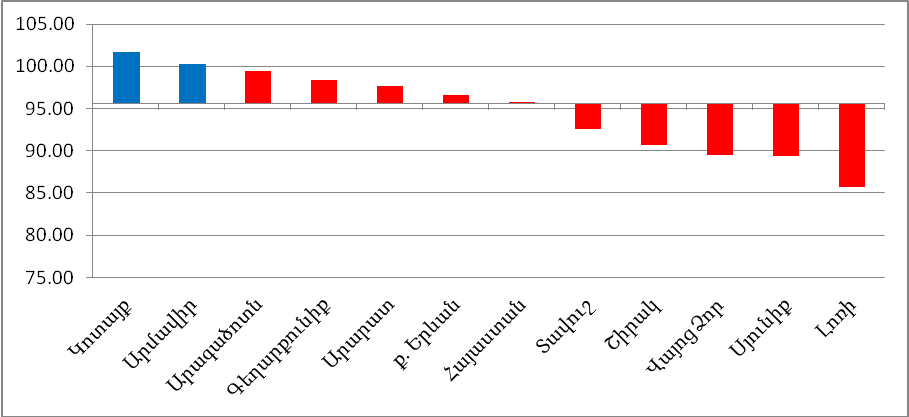 105.00
100.00
95.00
90.00
85.00
80.00
75.00
Կոտայք
Արմավիր
Արագածոտն
Գեղարքունիք
Արարատ
ք. Երևան
Հայաստան
Տավուշ
Շիրակ
Վայոց Ձոր
Սյունիք
Լոռի